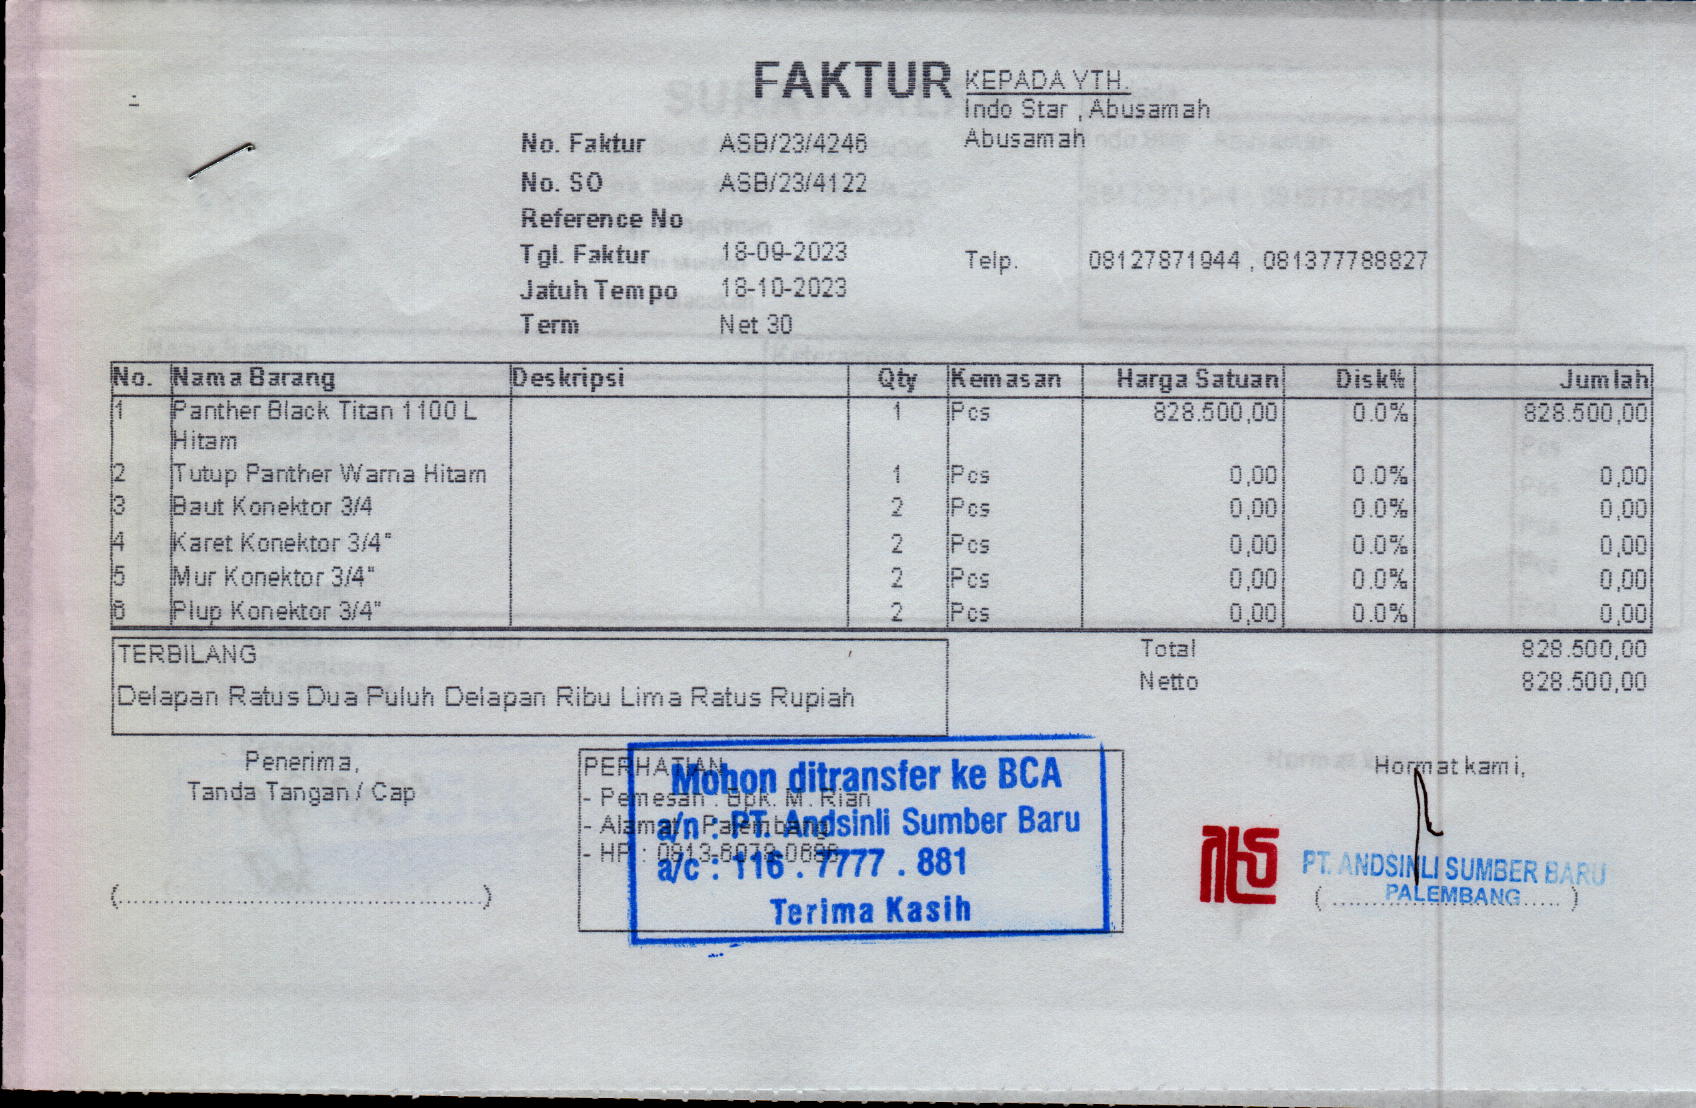 FAKTUR
KEPADA YTH.
Indo Star , Abusamah
Abusamah
No. Faktur ASB/23/4246
No. SO ASB/23/4122
Reference No
Tgl. Faktur 18-09-2023
Telp. 08127871944 , 081377788827
Jatuh Tempo 18-10-2023
Term Net 30
No. Nama Barang Deskripsi Qty Kemasan Harga Satuan Disk% Jumlah
1 Panther Black Titan 1100 L 1 Pcs 828.500,00 0.0% 828.500,00
Hitam
2 Tutup Panther Warna Hitam 1 Pcs 0,00 0.0% 0,00
3 Baut Konektor 3/4 2 Pcs 0,00 0.0% 0,00
4 Karet Konektor 3/4" 2 Pcs 0,00 0.0% 0,00
5 Mur Konektor 3/4" 2 Pcs 0,00 0.0% 0,00
6 Plup Konektor 3/4" 2 Pcs 0,00 0.0% 0,00
TERBILANG
Delapan Ratus Dua Puluh Delapan Ribu Lima Ratus Rupiah
Total 828.500,00
Netto 828.500,00
Penerima,
Tanda Tangan / Cap
(................................................)
PERHATIAN
- Pemesan : Bpk. M. Rian
- Alamat : Palembang
- HP :
Mohon ditransfer ke BCA
a/n : PT. Andsinli Sumber Baru
a/c : 116 . 7777 . 881
Terima Kasih
Hormat kami,
PT. ANDSINLI SUMBER BARU
PALEMBANG